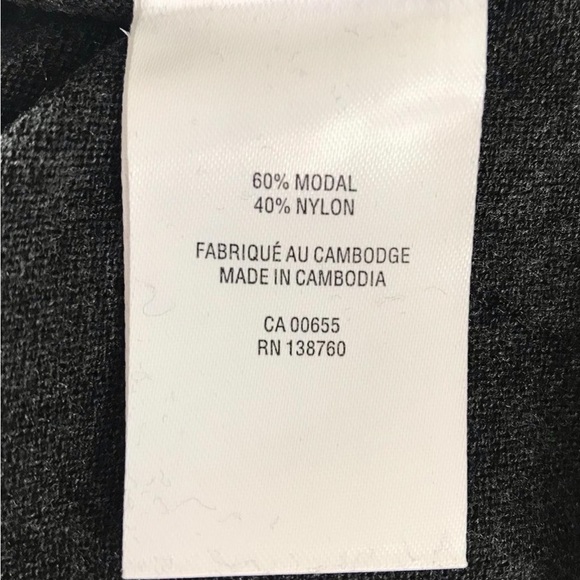 60% MODAL
40% NYLON
FABRIQUÉ AU CAMBODGE
MADE IN CAMBODIA
CA 00655
RN 138760